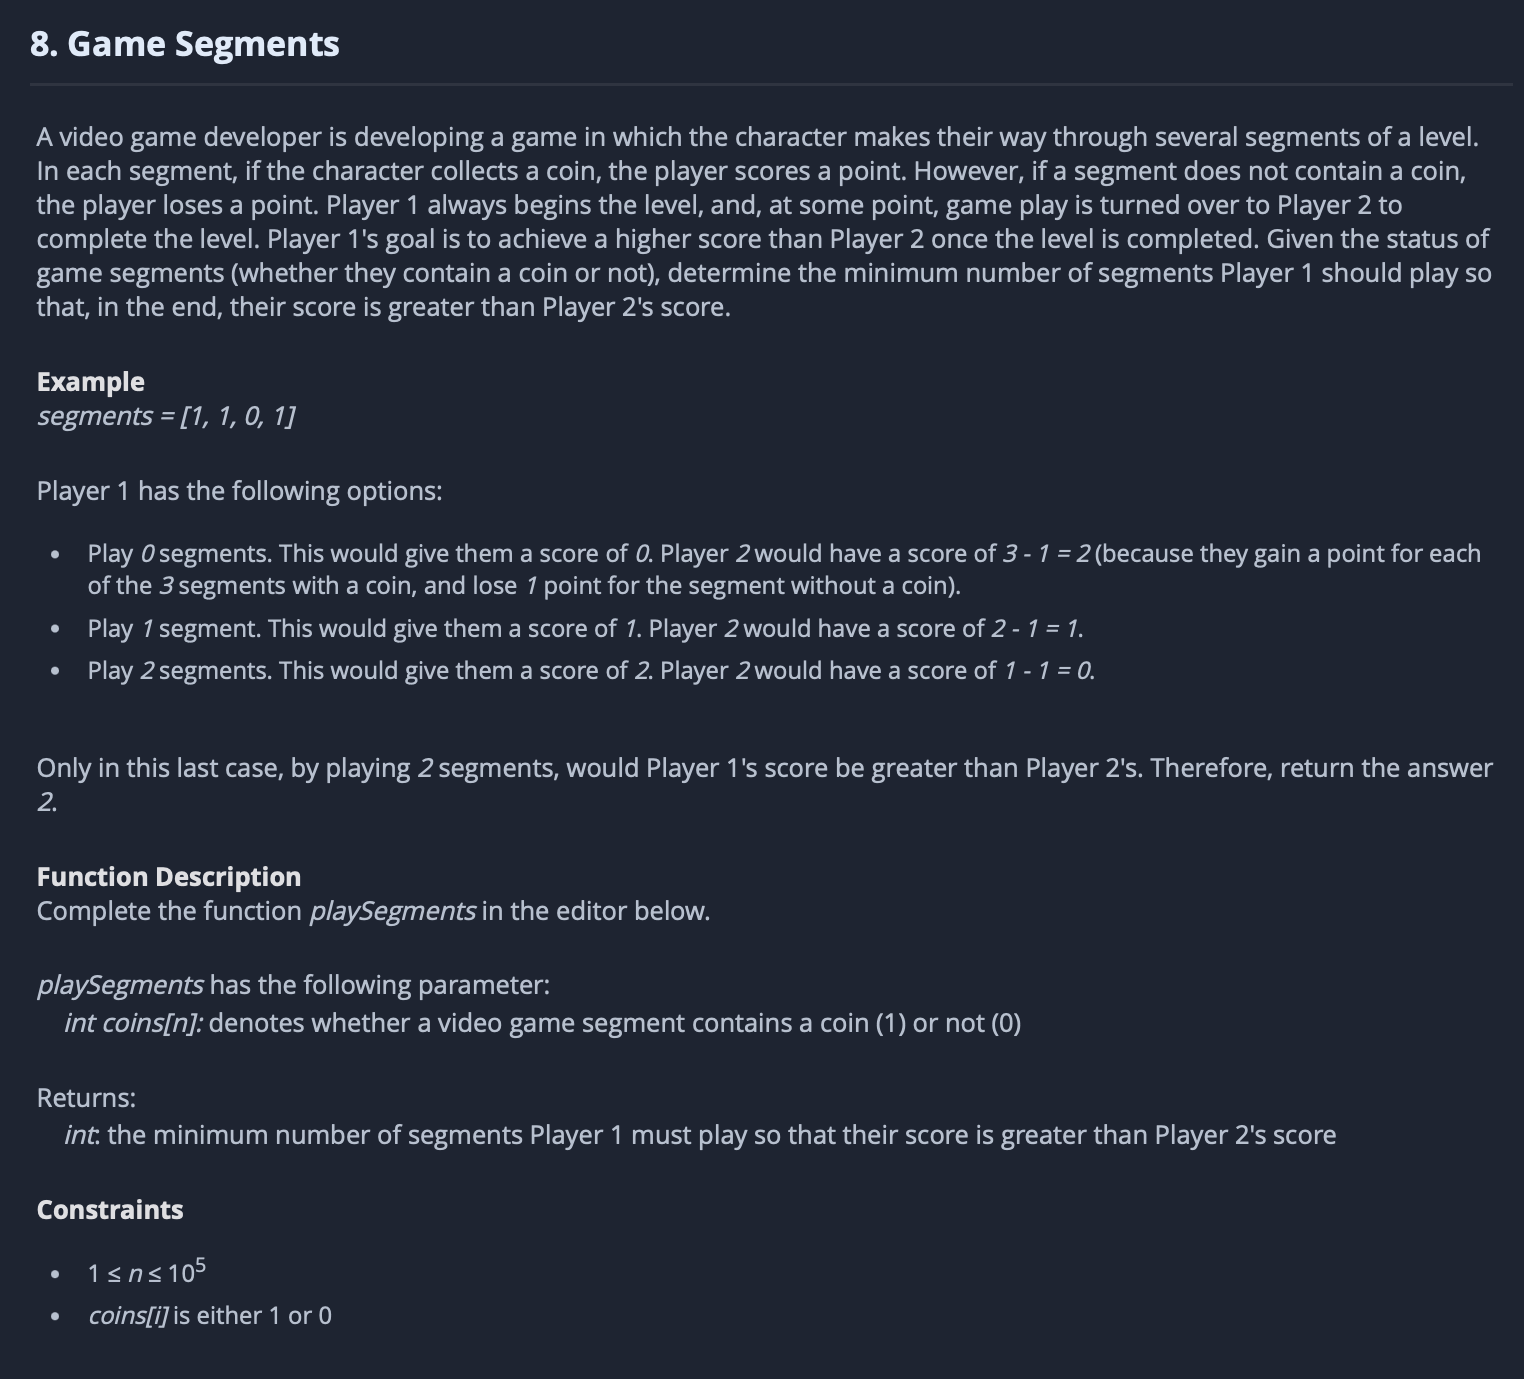 8. Game Segments
A video game developer is developing a game in which the character makes their way through several segments of a level.
In each segment, if the character collects a coin, the player scores a point. However, if a segment does not contain a coin,
the player loses a point. Player 1 always begins the level, and, at some point, game play is turned over to Player 2 to
complete the level. Player 1's goal is to achieve a higher score than Player 2 once the level is completed. Given the status of
game segments (whether they contain a coin or not), determine the minimum number of segments Player 1 should play so
that, in the end, their score is greater than Player 2's score.
Example
segments = [1, 1, 0, 1]
Player 1 has the following options:
• Play 0 segments. This would give them a score of 0. Player 2 would have a score of 3 - 1 = 2 (because they gain a point for each
of the 3 segments with a coin, and lose 1 point for the segment without a coin).
• Play 1 segment. This would give them a score of 1. Player 2 would have a score of 2 - 1 = 1.
• Play 2 segments. This would give them a score of 2. Player 2 would have a score of 1 - 1 = 0.
Only in this last case, by playing 2 segments, would Player 1's score be greater than Player 2's. Therefore, return the answer
2.
Function Description
Complete the function playSegments in the editor below.
playSegments has the following parameter:
int coins[n]: denotes whether a video game segment contains a coin (1) or not (0)
Returns:
int: the minimum number of segments Player 1 must play so that their score is greater than Player 2's score
Constraints
• 1 ≤ n ≤ 10⁵
• coins[i] is either 1 or 0